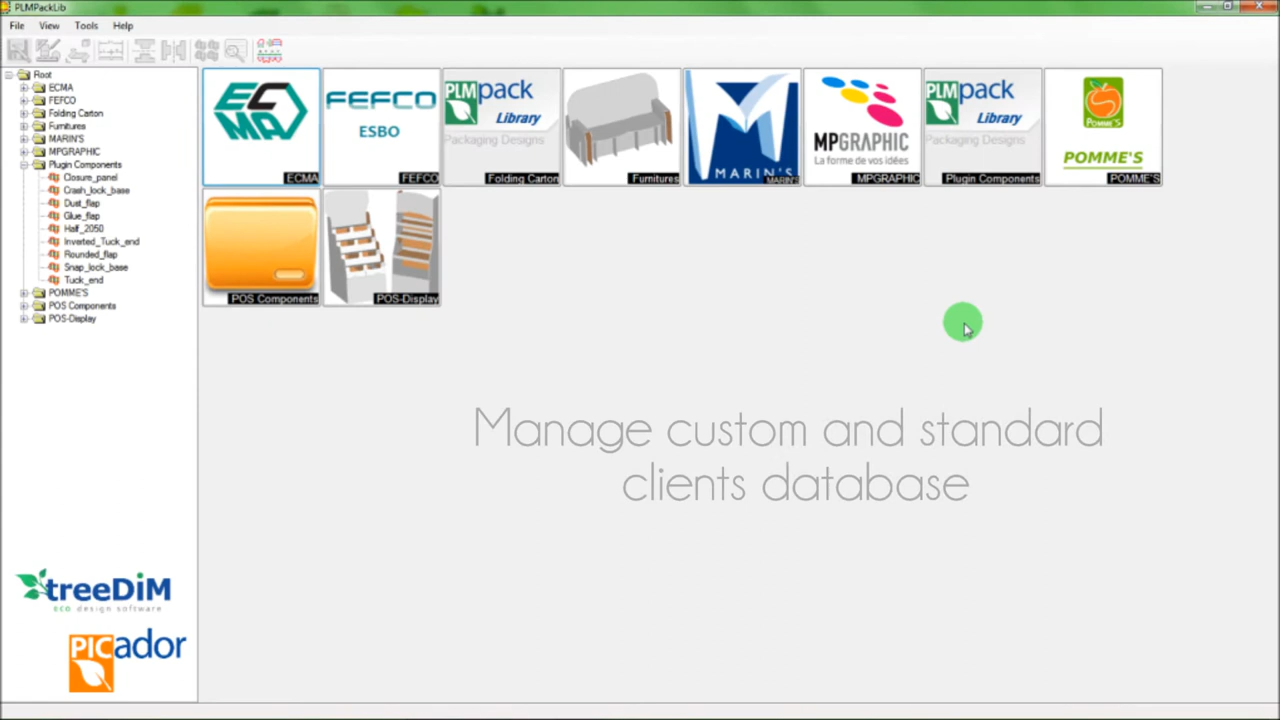 PLMPackLib
File View Tools Help
Root
ECMA
FEFCO
Folding Carton
Furnitures
MARIN'S
MPGRAPHIC
Plugin Components
Closure_panel
Crash_lock_base
Dust_flap
Glue_flap
Half_2050
Inverted_Tuck_end
Rounded_flap
Snap_lock_base
Tuck_end
POMME'S
POS Components
POS-Display
ECMA
ECMA
FEFCO
ESBO
FEFCO
PLMpack
Library
Packaging Designs
Folding Carton
Furnitures
MARIN'S
MARIN'S
MPGRAPHIC
La forme de vos idées
MPGRAPHIC
PLMpack
Library
Packaging Designs
Plugin Components
POMME'S
POMME'S
POMME'S
POS Components
POS-Display
Manage custom and standard
clients database
treeDiM
eco design software
PICador